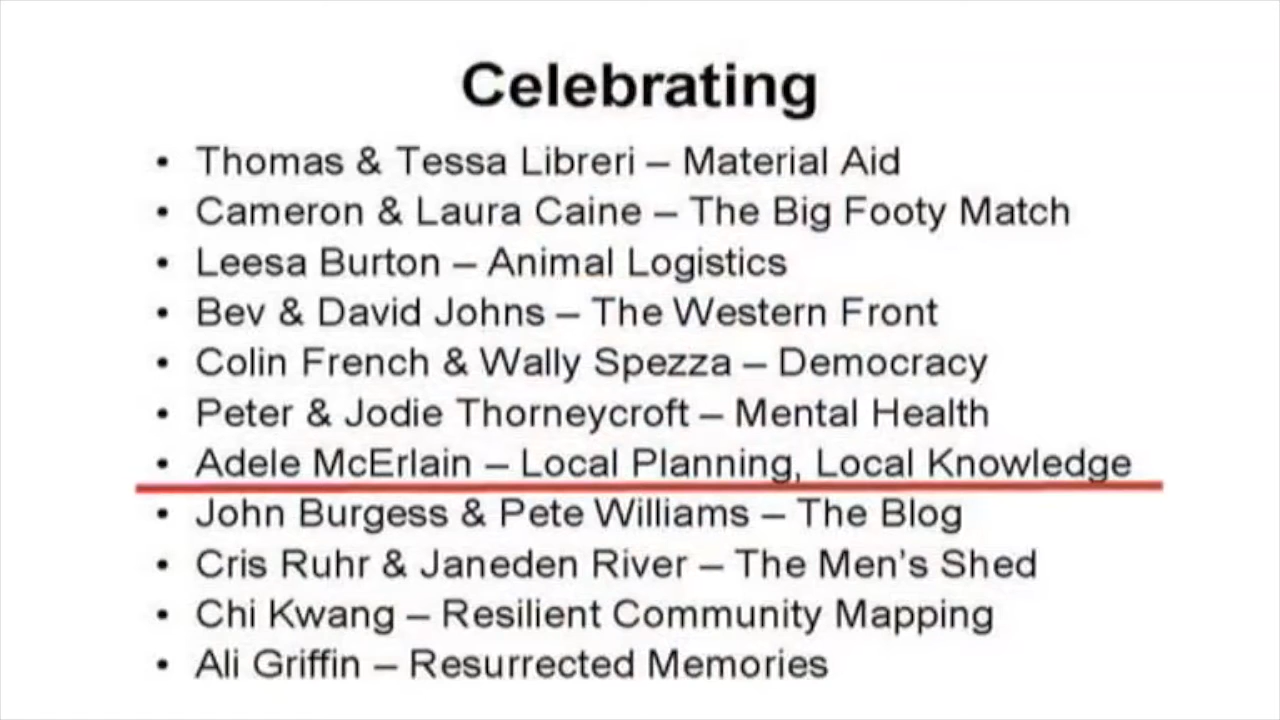 Celebrating
• Thomas & Tessa Libreri – Material Aid
• Cameron & Laura Caine – The Big Footy Match
• Leesa Burton – Animal Logistics
• Bev & David Johns – The Western Front
• Colin French & Wally Spezza – Democracy
• Peter & Jodie Thorneycroft – Mental Health
• Adele McErlain – Local Planning, Local Knowledge
• John Burgess & Pete Williams – The Blog
• Cris Ruhr & Janeden River – The Men’s Shed
• Chi Kwang – Resilient Community Mapping
• Ali Griffin – Resurrected Memories